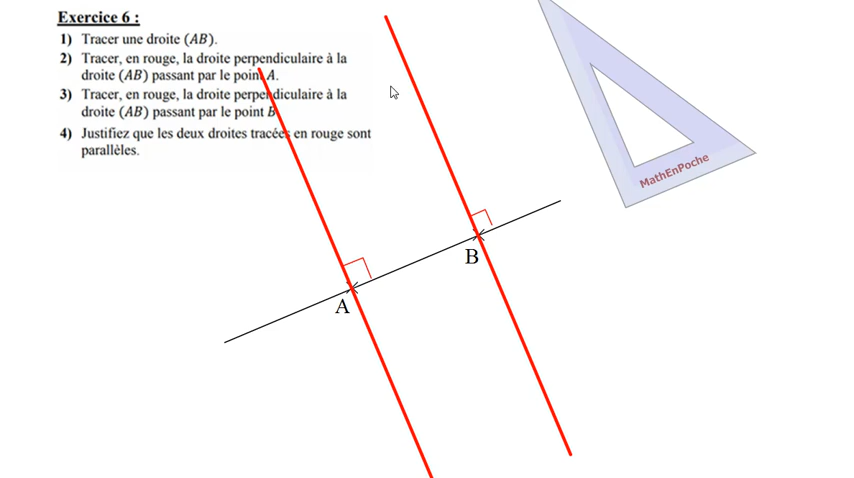 Exercice 6 :
1) Tracer une droite (AB).
2) Tracer, en rouge, la droite perpendiculaire à la
droite (AB) passant par le point A.
3) Tracer, en rouge, la droite perpendiculaire à la
droite (AB) passant par le point B
4) Justifiez que les deux droites tracées en rouge sont
parallèles.
MathEnPoche
B
A